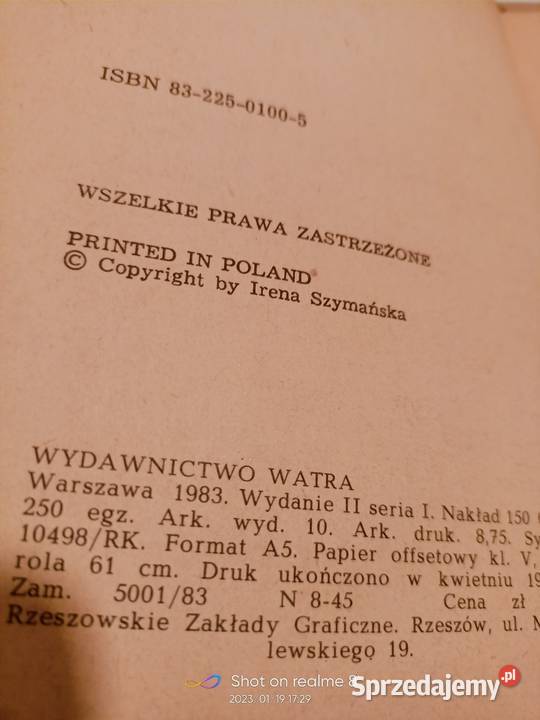 ISBN 83-225-0100-5
WSZELKIE PRAWA ZASTRZEŻONE
PRINTED IN POLAND
© Copyright by Irena Szymańska
WYDAWNICTWO WATRA
Warszawa 1983. Wydanie II seria I. Nakład 150
250 egz. Ark. wyd. 10. Ark. druk. 8,75. Sy
10498/RK. Format A5. Papier offsetowy kl. V,
rola 61 cm. Druk ukończono w kwietniu 19
Zam. 5001/83 N 8-45 Cena zł
Rzeszowskie Zakłady Graficzne. Rzeszów, ul. M
lewskiego 19.
Shot on realme 8
2023.01.19 17:29
Sprzedajemy.pl